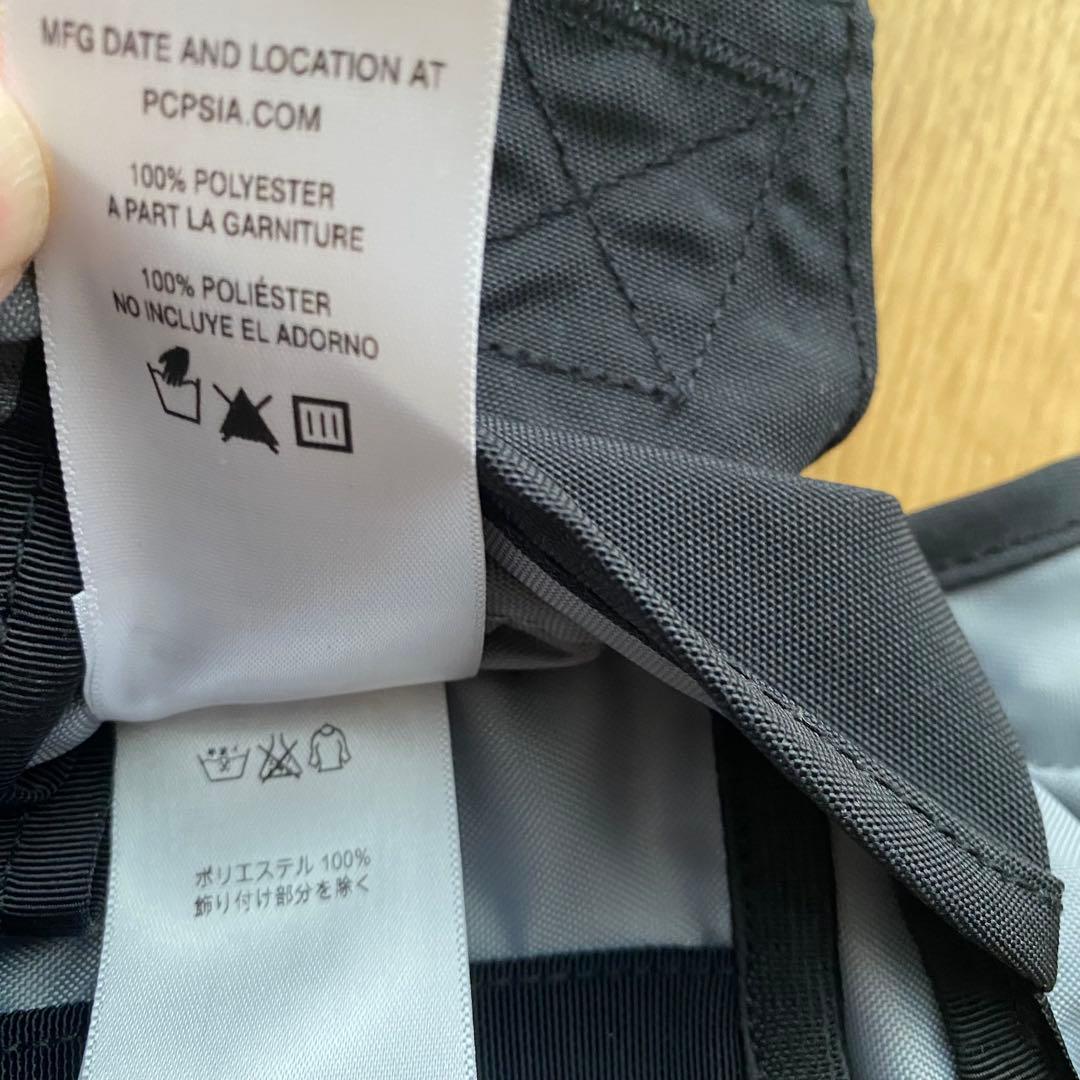 MFG DATE AND LOCATION AT
PCPSIA.COM
100% POLYESTER
A PART LA GARNITURE
100% POLIÉSTER
NO INCLUYE EL ADORNO
ポリエステル 100%
飾り付け部分を除く